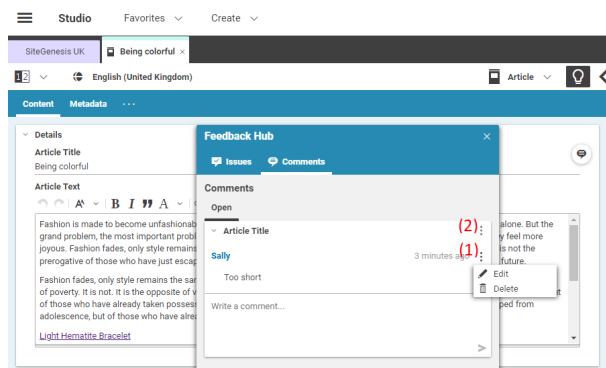 Studio Favorites Create
SiteGenesis UK Being colorful ×
12 English (United Kingdom) Article
Content Metadata ...
Details
Article Title
Being colorful
Article Text
B I A
Fashion is made to become unfashionab
grand problem, the most important probl
joyous. Fashion fades, only style remains
prerogative of those who have just escap
Fashion fades, only style remains the sar
of poverty. It is not. It is the opposite of v
of those who have already taken posses
adolescence, but of those who have alrea
Light Hematite Bracelet
Feedback Hub ×
Issues Comments
Comments
Open
Article Title (2)
Sally 3 minutes ago (1)
Too short
Edit
Delete
Write a comment...
alone. But the
y feel more
is not the
future.
ped from